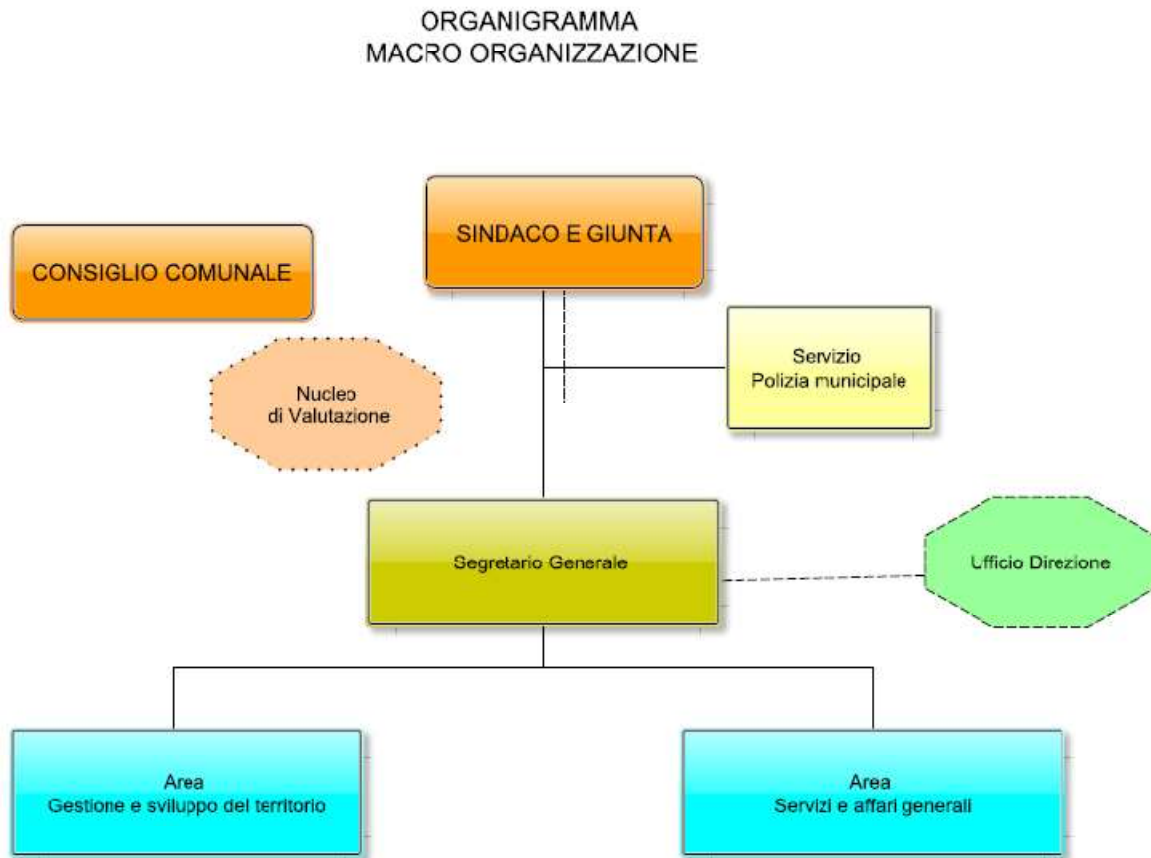 ORGANIGRAMMA
MACRO ORGANIZZAZIONE
SINDACO E GIUNTA
CONSIGLIO COMUNALE
Servizio
Polizia municipale
Nucleo
di Valutazione
Segretario Generale
Ufficio Direzione
Area
Gestione e sviluppo del territorio
Area
Servizi e affari generali